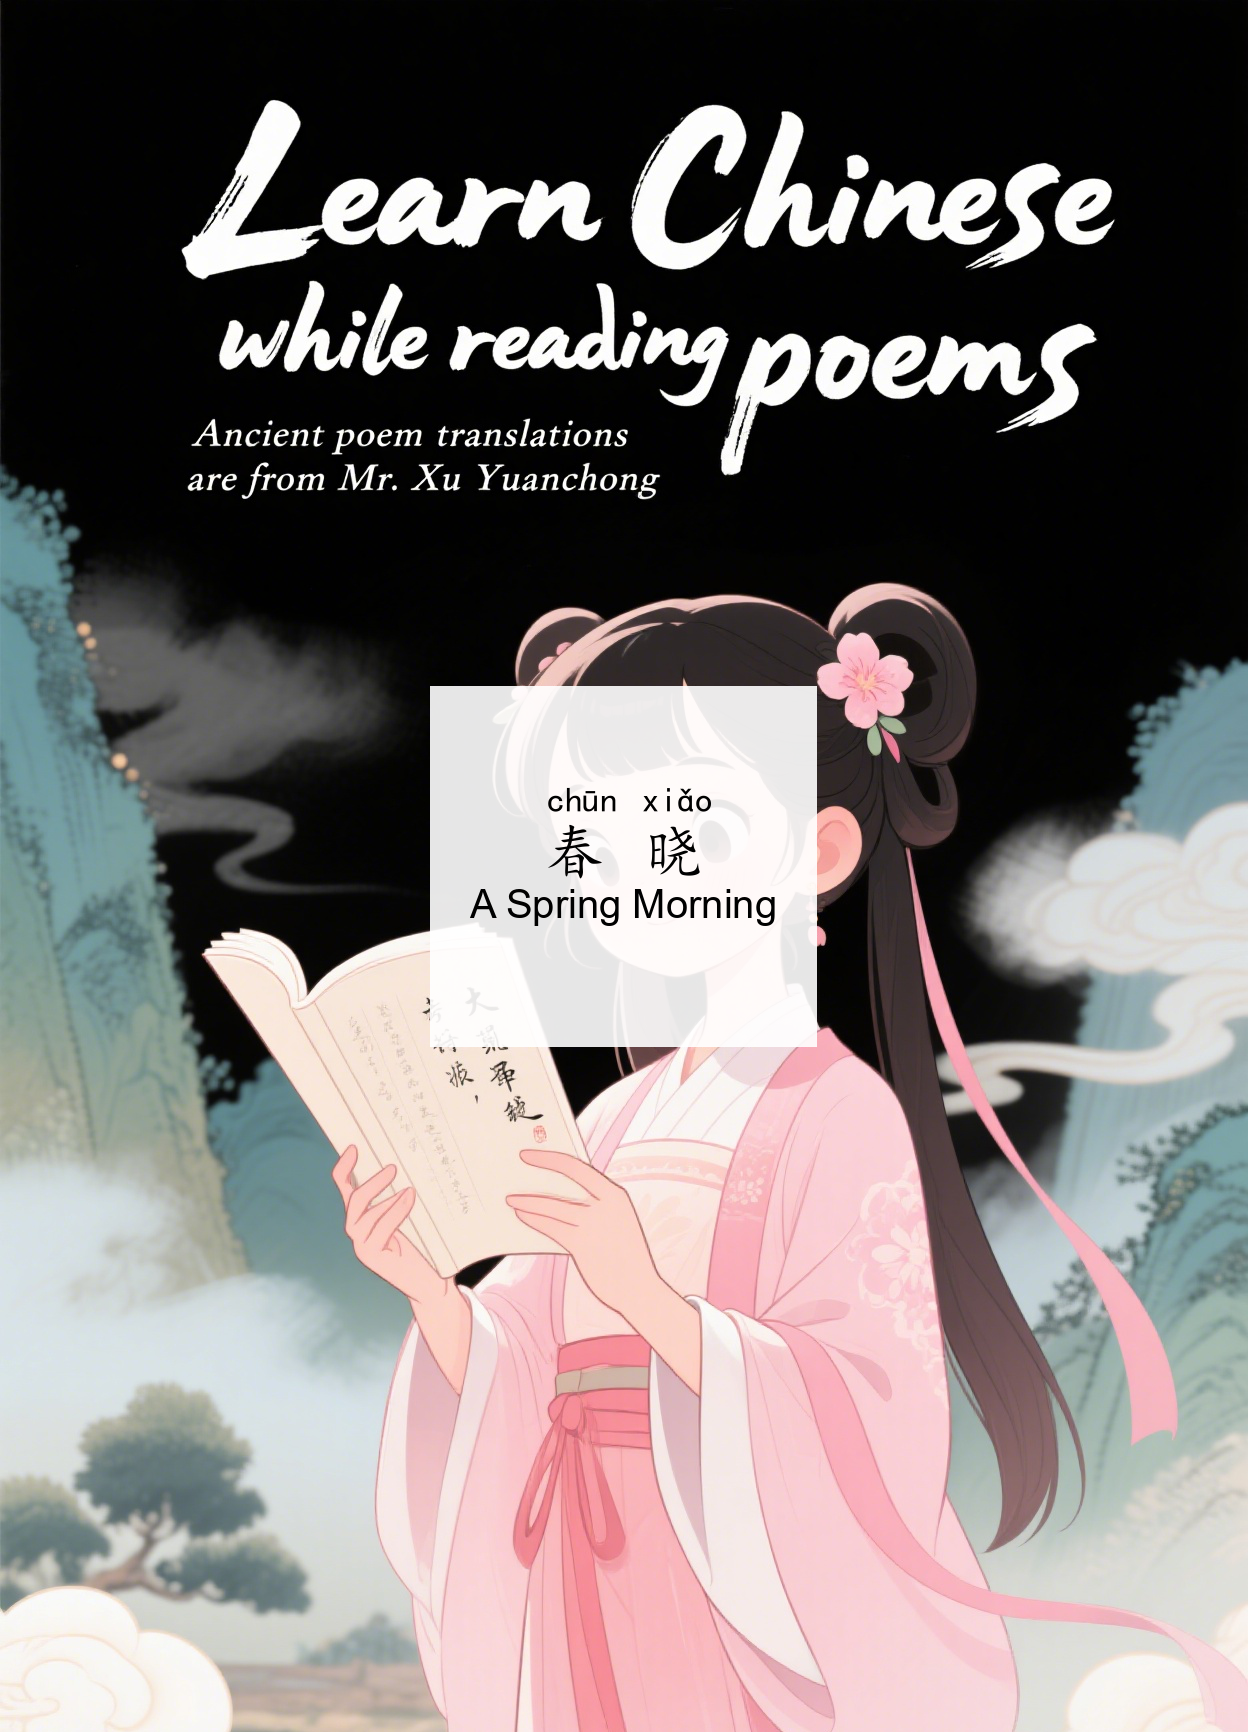 Learn Chinese
while reading poems
Ancient poem translations
are from Mr. Xu Yuanchong
chūn xiǎo
春 晓
A Spring Morning